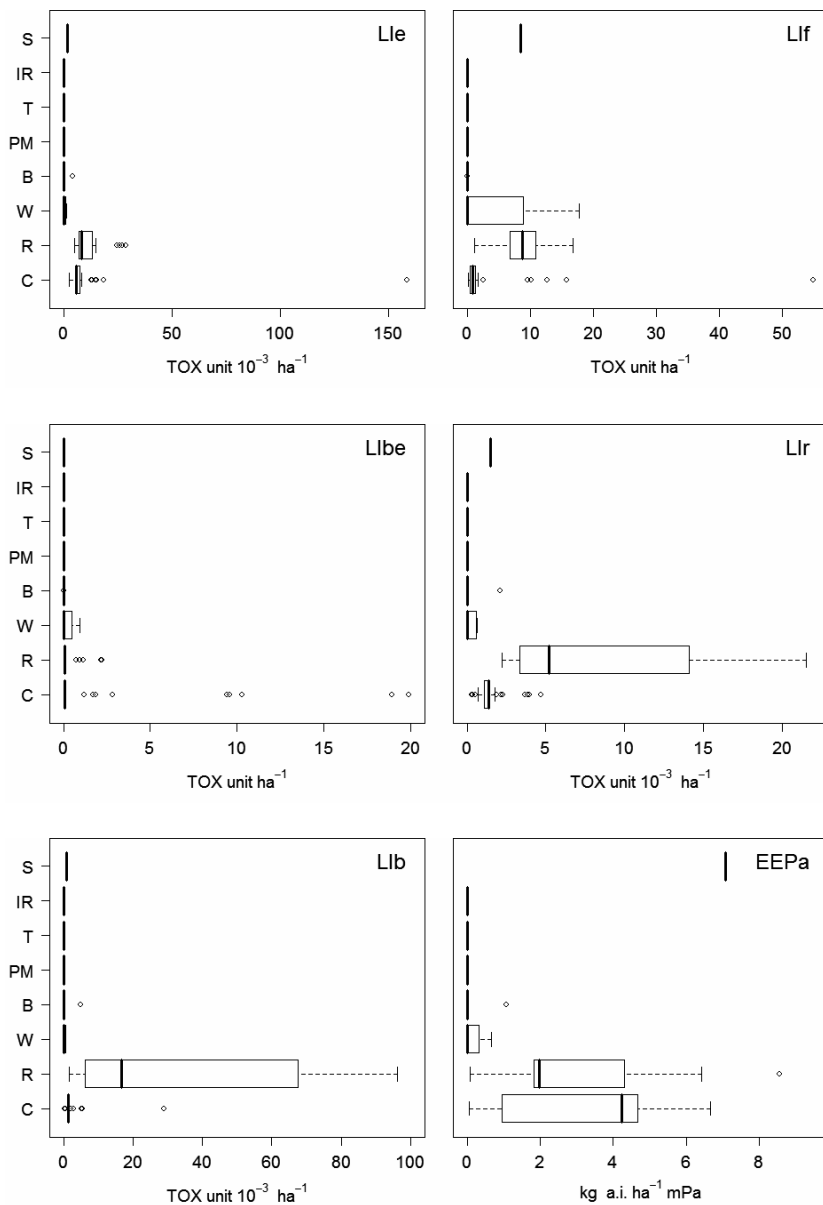 LIe
S
IR
T
PM
B
W
R
C
0 50 100 150
TOX unit 10⁻³ ha⁻¹
LIf
0 10 20 30 40 50
TOX unit ha⁻¹
LIbe
S
IR
T
PM
B
W
R
C
0 5 10 15 20
TOX unit ha⁻¹
LIr
0 5 10 15 20
TOX unit 10⁻³ ha⁻¹
LIb
S
IR
T
PM
B
W
R
C
0 20 40 60 80 100
TOX unit 10⁻³ ha⁻¹
EEPa
0 2 4 6 8
kg a.i. ha⁻¹ mPa